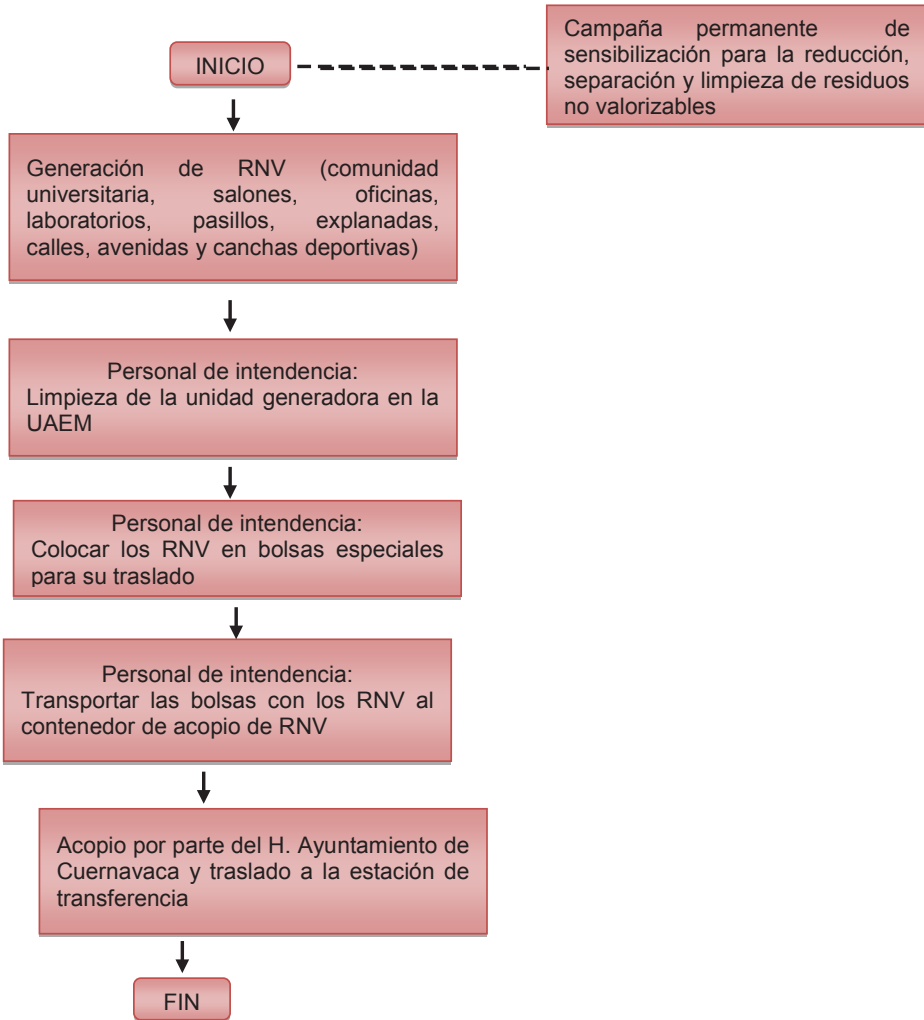 INICIO
Campaña permanente de
sensibilización para la reducción,
separación y limpieza de residuos
no valorizables
Generación de RNV (comunidad
universitaria, salones, oficinas,
laboratorios, pasillos, explanadas,
calles, avenidas y canchas deportivas)
Personal de intendencia:
Limpieza de la unidad generadora en la
UAEM
Personal de intendencia:
Colocar los RNV en bolsas especiales
para su traslado
Personal de intendencia:
Transportar las bolsas con los RNV al
contenedor de acopio de RNV
Acopio por parte del H. Ayuntamiento de
Cuernavaca y traslado a la estación de
transferencia
FIN